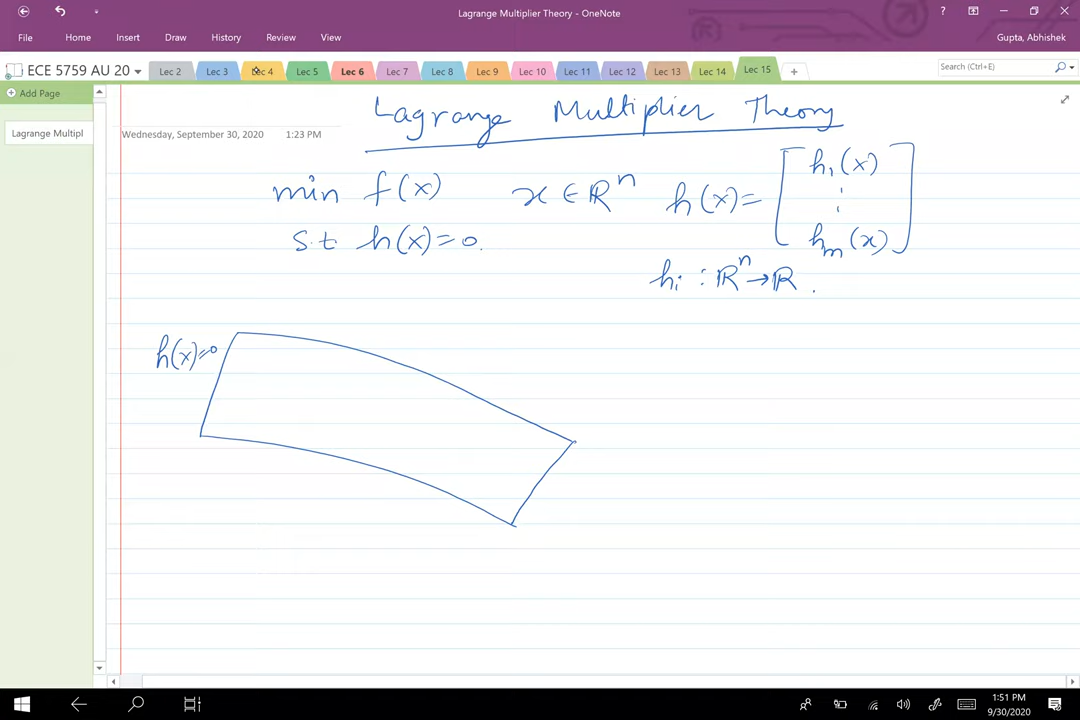 Lagrange Multiplier Theory - OneNote
Gupta, Abhishek
File Home Insert Draw History Review View
ECE 5759 AU 20
Lec 2 Lec 3 Lec 4 Lec 5 Lec 6 Lec 7 Lec 8 Lec 9 Lec 10 Lec 11 Lec 12 Lec 13 Lec 14 Lec 15
Search (Ctrl+E)
Add Page
Lagrange Multipl
Lagrange Multiplier Theory
Wednesday, September 30, 2020 1:23 PM
min f(x) x ∈ ℝⁿ h(x) = [h₁(x) ⋮ hₘ(x)]
s.t h(x) = 0.
hᵢ : ℝⁿ → ℝ.
h(x)=0
1:51 PM
9/30/2020